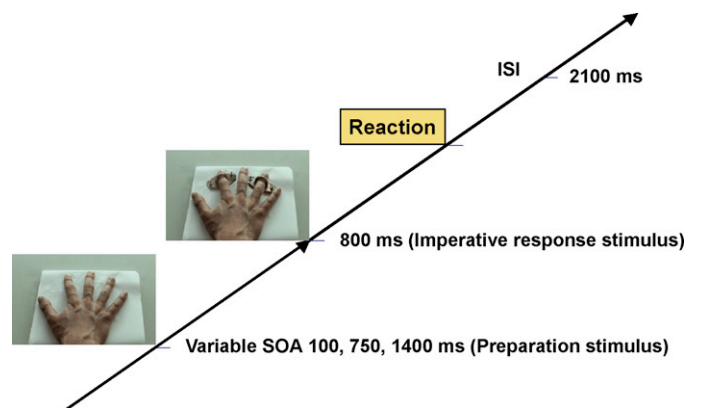 ISI
2100 ms
Reaction
800 ms (Imperative response stimulus)
Variable SOA 100, 750, 1400 ms (Preparation stimulus)